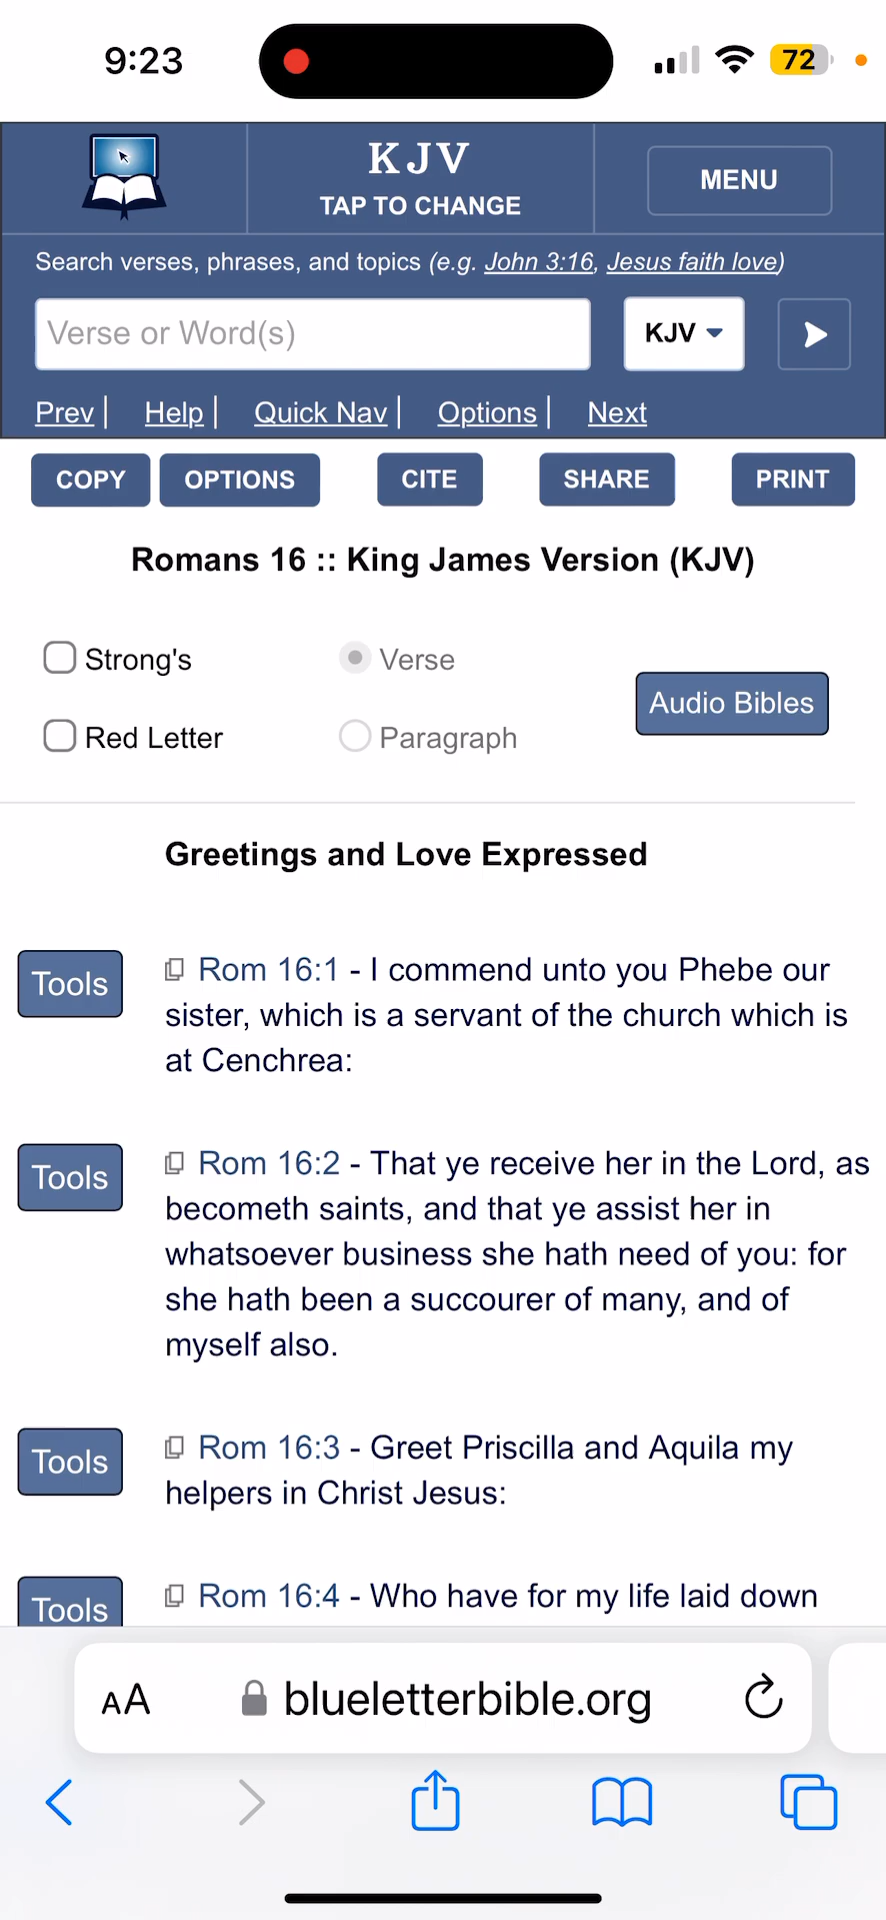 9:23
72
KJV
TAP TO CHANGE
MENU
Search verses, phrases, and topics (e.g. John 3:16, Jesus faith love)
Verse or Word(s)
KJV
Prev | Help | Quick Nav | Options | Next
COPY OPTIONS CITE SHARE PRINT
Romans 16 :: King James Version (KJV)
Strong's Verse
Audio Bibles
Red Letter Paragraph
Greetings and Love Expressed
Tools Rom 16:1 - I commend unto you Phebe our
sister, which is a servant of the church which is
at Cenchrea:
Tools Rom 16:2 - That ye receive her in the Lord, as
becometh saints, and that ye assist her in
whatsoever business she hath need of you: for
she hath been a succourer of many, and of
myself also.
Tools Rom 16:3 - Greet Priscilla and Aquila my
helpers in Christ Jesus:
Tools Rom 16:4 - Who have for my life laid down
AA blueletterbible.org